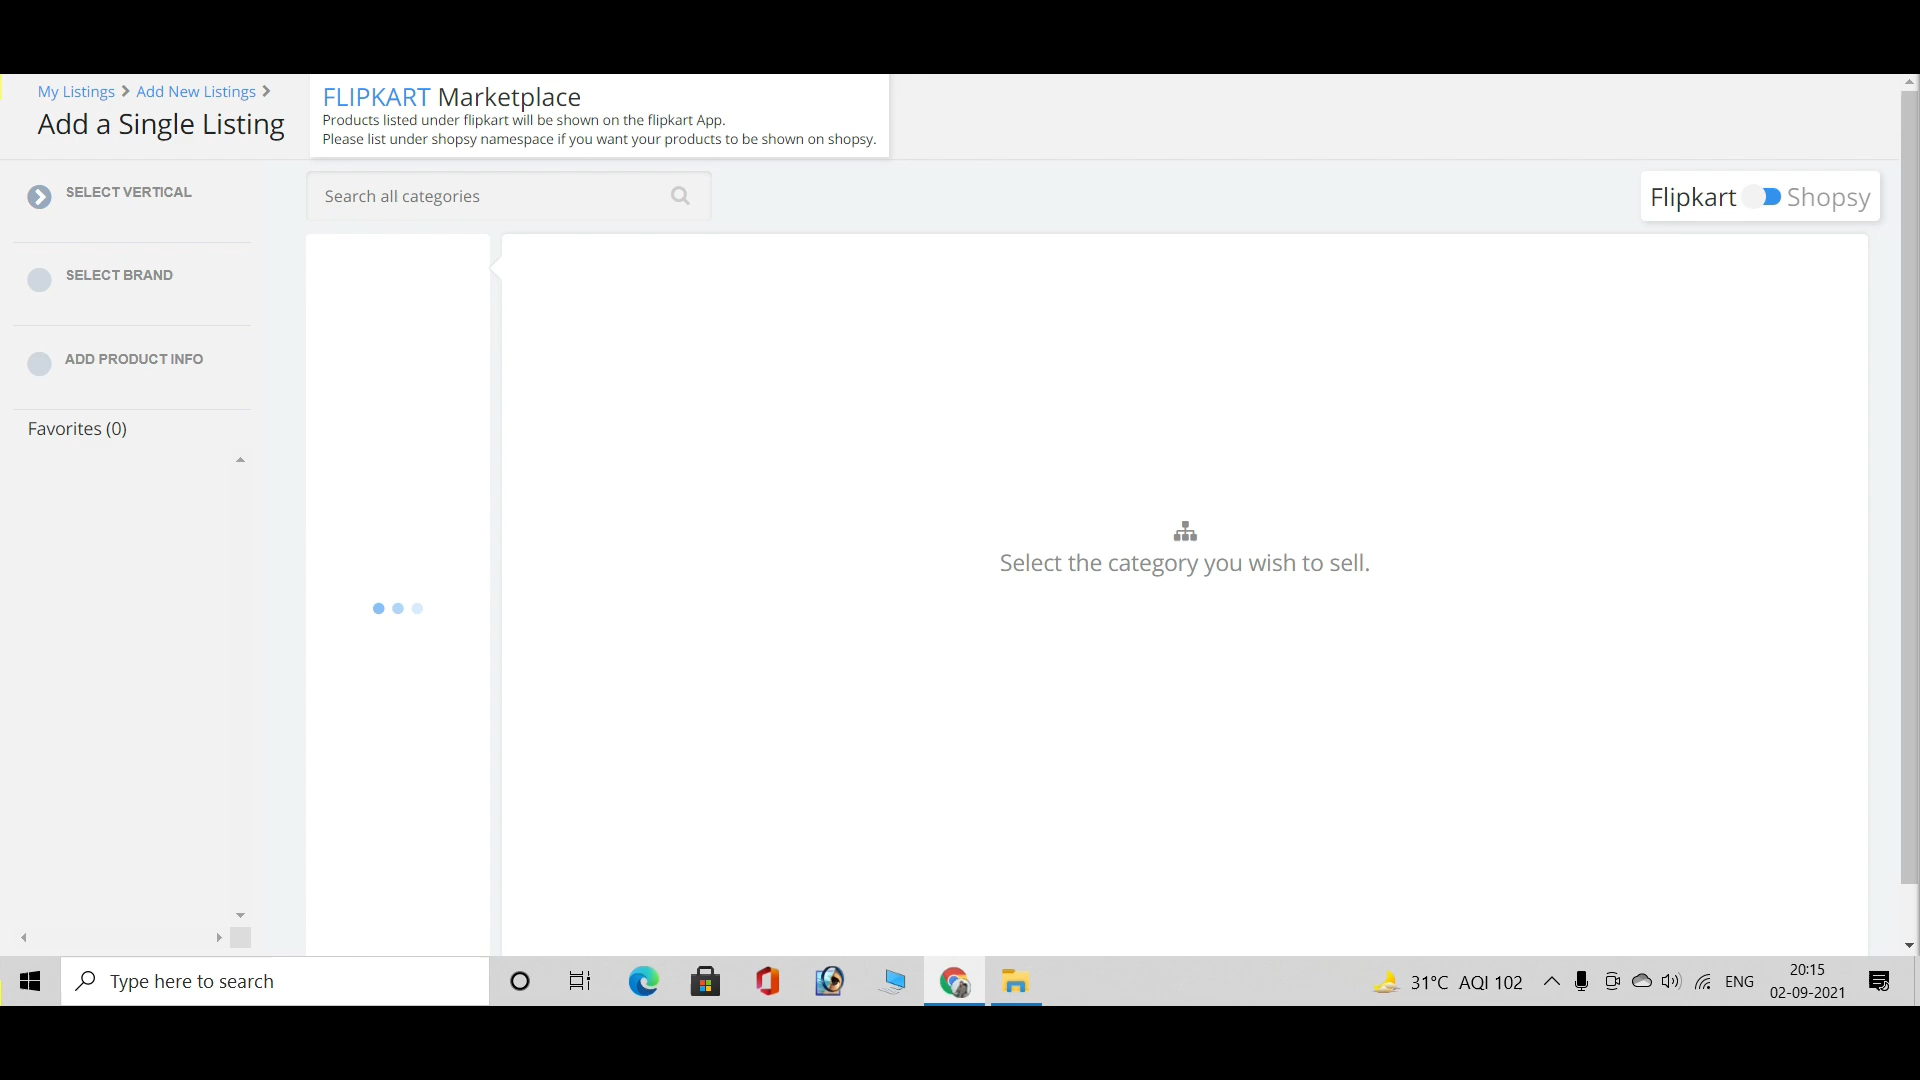 My Listings > Add New Listings >
Add a Single Listing
FLIPKART Marketplace
Products listed under flipkart will be shown on the flipkart App.
Please list under shopsy namespace if you want your products to be shown on shopsy.
SELECT VERTICAL
SELECT BRAND
ADD PRODUCT INFO
Favorites (0)
Search all categories
Flipkart Shopsy
Select the category you wish to sell.
Type here to search
31°C AQI 102
ENG
20:15
02-09-2021